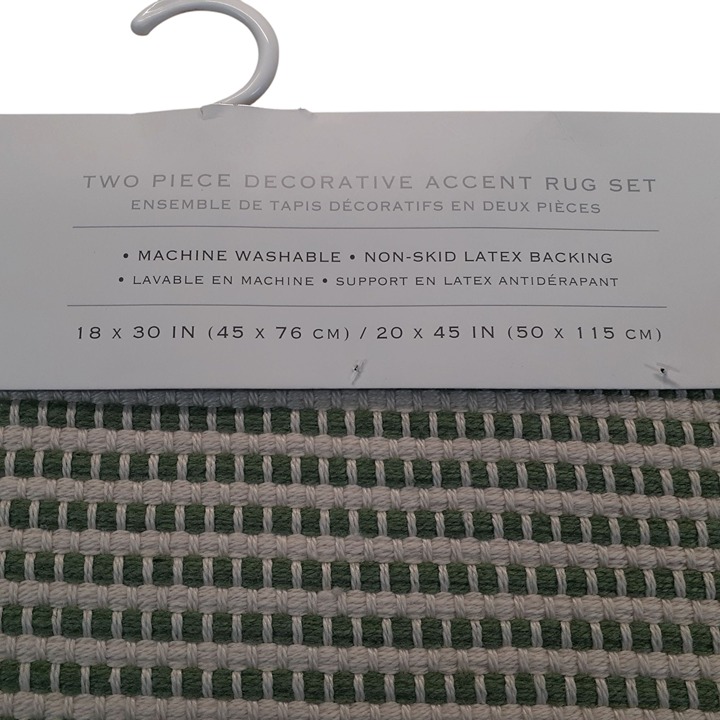 TWO PIECE DECORATIVE ACCENT RUG SET
ENSEMBLE DE TAPIS DÉCORATIFS EN DEUX PIÈCES
• MACHINE WASHABLE • NON-SKID LATEX BACKING
• LAVABLE EN MACHINE • SUPPORT EN LATEX ANTIDÉRAPANT
18 X 30 IN (45 X 76 CM) / 20 X 45 IN (50 X 115 CM)